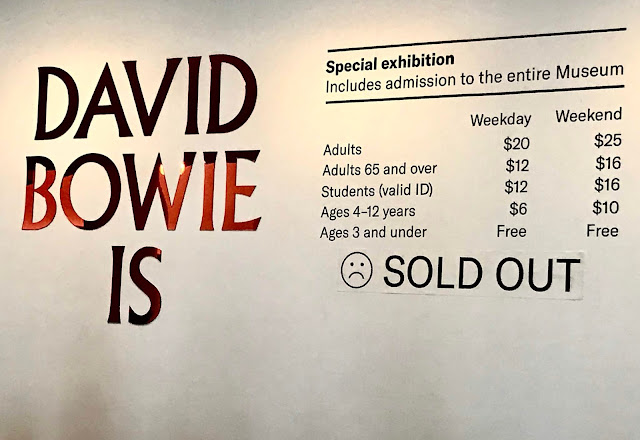 DAVID
BOWIE
IS
Special exhibition
Includes admission to the entire Museum
Weekday Weekend
Adults $20 $25
Adults 65 and over $12 $16
Students (valid ID) $12 $16
Ages 4–12 years $6 $10
Ages 3 and under Free Free
SOLD OUT